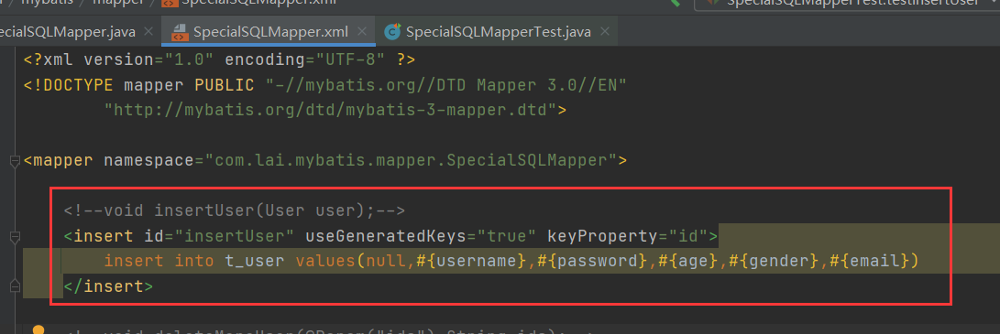 mybatis mapper SpecialSQLMapper.xml SpecialSQLMapperTest.testInsertUser
ecialSQLMapper.java × SpecialSQLMapper.xml × SpecialSQLMapperTest.java ×
<?xml version="1.0" encoding="UTF-8" ?>
<!DOCTYPE mapper PUBLIC "-//mybatis.org//DTD Mapper 3.0//EN"
"http://mybatis.org/dtd/mybatis-3-mapper.dtd">
<mapper namespace="com.lai.mybatis.mapper.SpecialSQLMapper">
<!--void insertUser(User user);-->
<insert id="insertUser" useGeneratedKeys="true" keyProperty="id">
insert into t_user values(null,#{username},#{password},#{age},#{gender},#{email})
</insert>